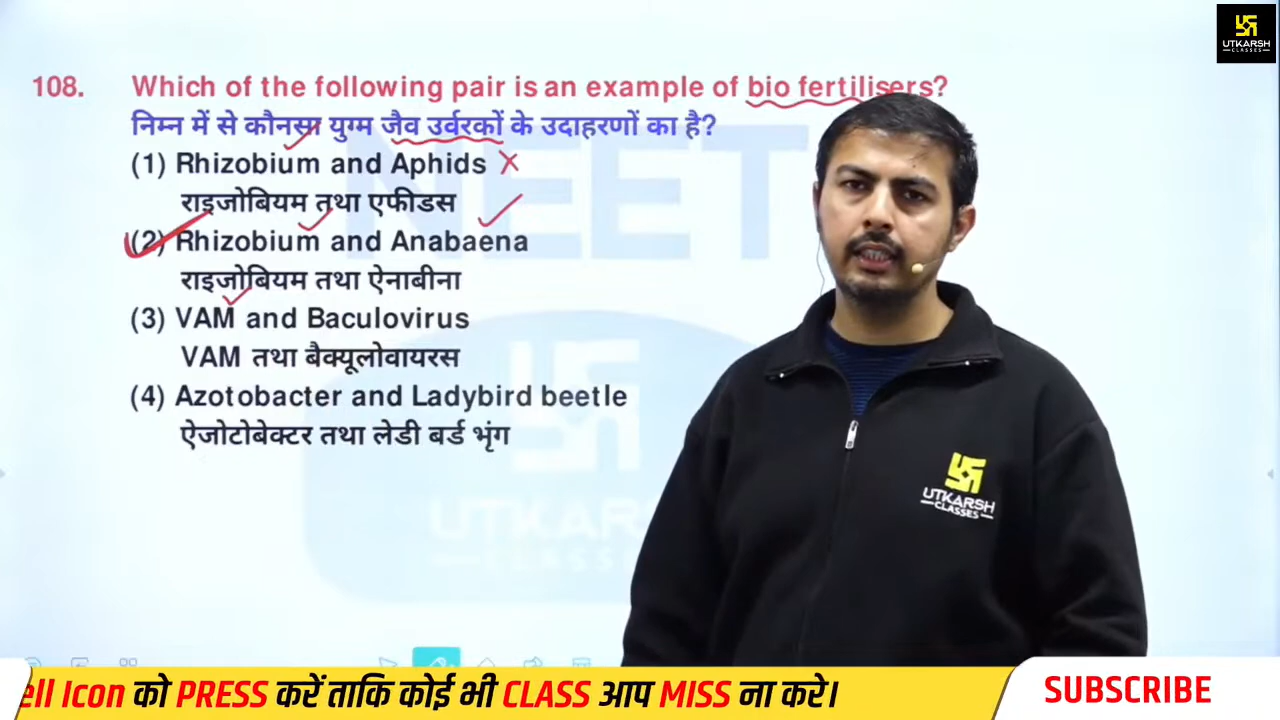 UTKARSH
CLASSES
108. Which of the following pair is an example of bio fertilisers?
निम्न में से कौनसा युग्म जैव उर्वरकों के उदाहरणों का है?
(1) Rhizobium and Aphids
राइजोबियम तथा एफीडस
(2) Rhizobium and Anabaena
राइजोबियम तथा ऐनाबीना
(3) VAM and Baculovirus
VAM तथा बैक्यूलोवायरस
(4) Azotobacter and Ladybird beetle
ऐजोटोबेक्टर तथा लेडी बर्ड भृंग
NEET
UTKAR
CLASS
UTKARSH
CLASSES
ell Icon को PRESS करें ताकि कोई भी CLASS आप MISS ना करे।
SUBSCRIBE